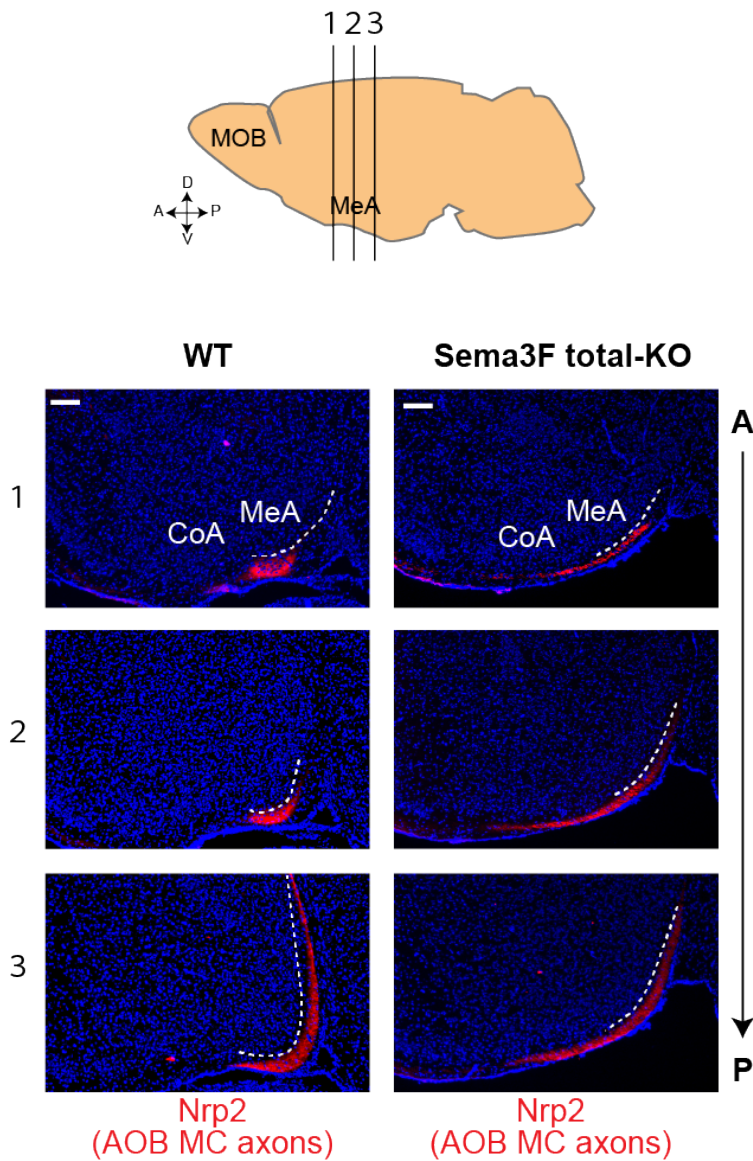 1 2 3
MOB
MeA
D
A P
V
WT
Sema3F total-KO
A
1
CoA
MeA
CoA
MeA
2
3
P
Nrp2
(AOB MC axons)
Nrp2
(AOB MC axons)